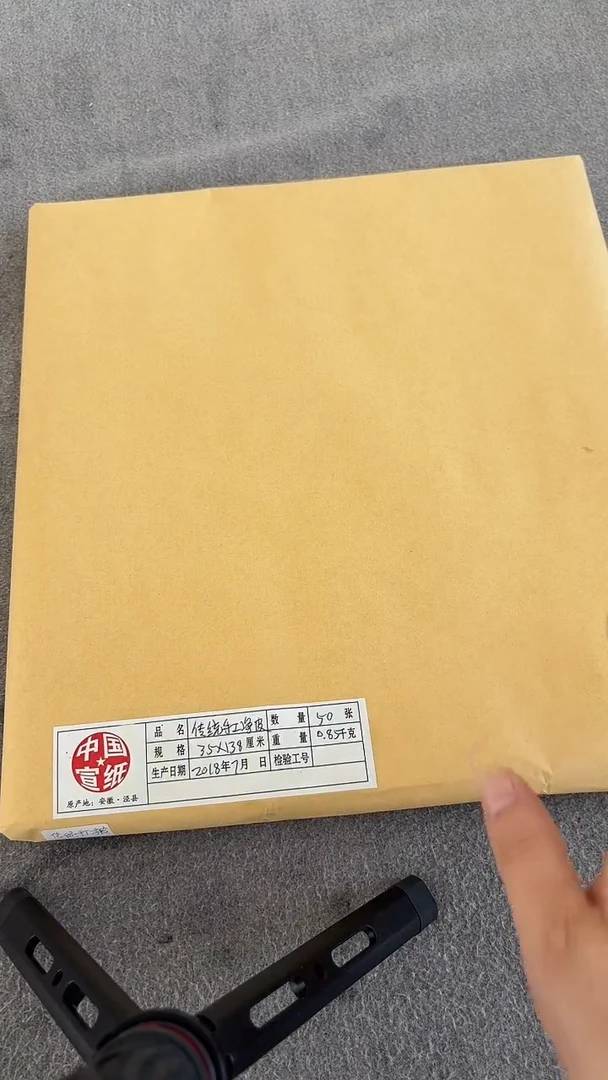 中国
宣纸
原产地：安徽·泾县
品 名 传统手工净皮 数 量 50 张
规 格 35×138 厘米 重 量 0.85千克
生产日期 2018年7月 日 检验工号